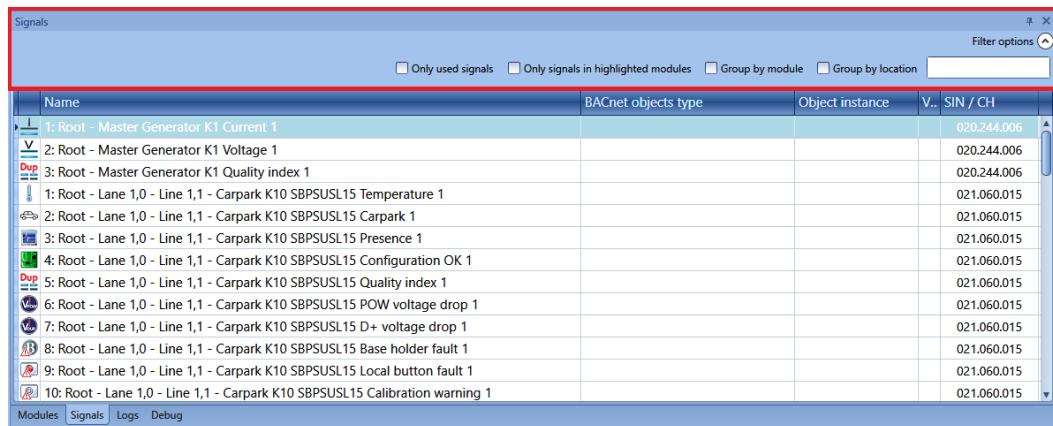 Signals
Filter options
Only used signals Only signals in highlighted modules Group by module Group by location
Name BACnet objects type Object instance V.. SIN / CH
1: Root - Master Generator K1 Current 1 020.244.006
2: Root - Master Generator K1 Voltage 1 020.244.006
Dup 3: Root - Master Generator K1 Quality index 1 020.244.006
1: Root - Lane 1,0 - Line 1,1 - Carpark K10 SBPSUSL15 Temperature 1 021.060.015
2: Root - Lane 1,0 - Line 1,1 - Carpark K10 SBPSUSL15 Carpark 1 021.060.015
3: Root - Lane 1,0 - Line 1,1 - Carpark K10 SBPSUSL15 Presence 1 021.060.015
4: Root - Lane 1,0 - Line 1,1 - Carpark K10 SBPSUSL15 Configuration OK 1 021.060.015
Dup 5: Root - Lane 1,0 - Line 1,1 - Carpark K10 SBPSUSL15 Quality index 1 021.060.015
6: Root - Lane 1,0 - Line 1,1 - Carpark K10 SBPSUSL15 POW voltage drop 1 021.060.015
7: Root - Lane 1,0 - Line 1,1 - Carpark K10 SBPSUSL15 D+ voltage drop 1 021.060.015
8: Root - Lane 1,0 - Line 1,1 - Carpark K10 SBPSUSL15 Base holder fault 1 021.060.015
9: Root - Lane 1,0 - Line 1,1 - Carpark K10 SBPSUSL15 Local button fault 1 021.060.015
10: Root - Lane 1,0 - Line 1,1 - Carpark K10 SBPSUSL15 Calibration warning 1 021.060.015
Modules Signals Logs Debug